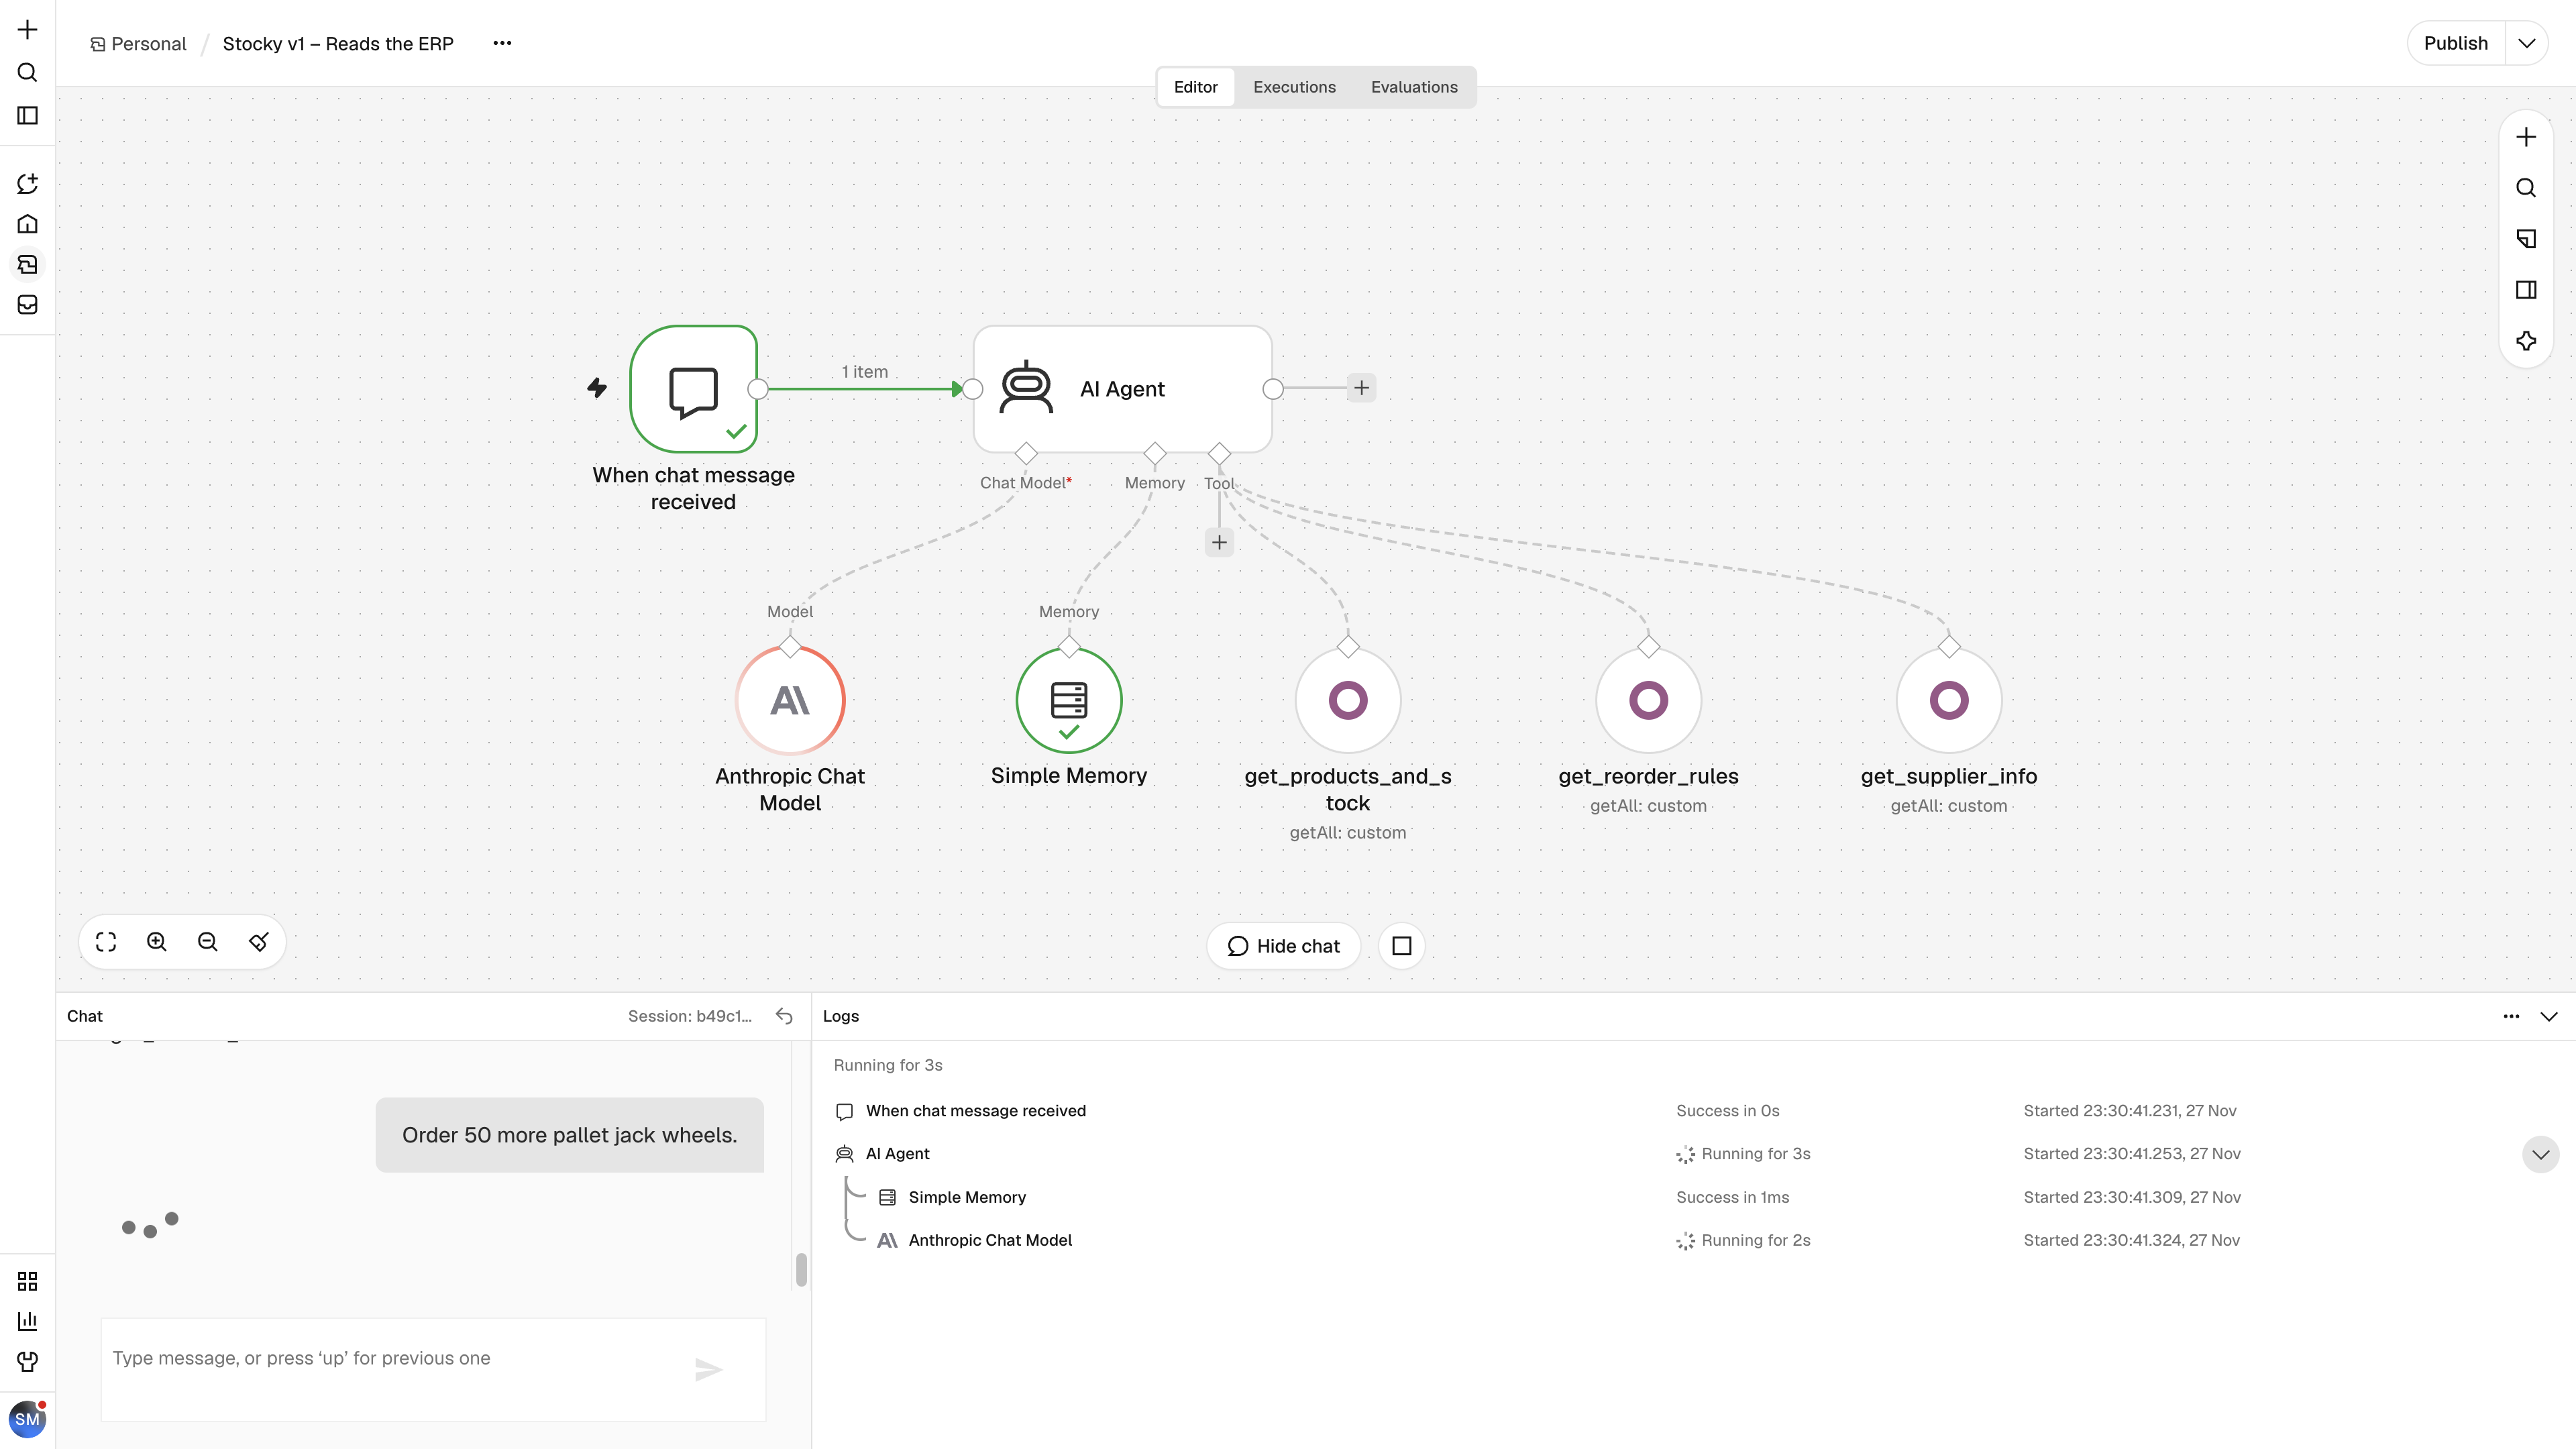 Personal / Stocky v1 – Reads the ERP
Publish
Editor Executions Evaluations
1 item
AI Agent
When chat message
received
Chat Model* Memory Tool
Model Memory
Anthropic Chat
Model
Simple Memory
get_products_and_s
tock
getAll: custom
get_reorder_rules
getAll: custom
get_supplier_info
getAll: custom
Hide chat
Chat Session: b49c1...
Order 50 more pallet jack wheels.
Type message, or press ‘up’ for previous one
SM
Logs
Running for 3s
When chat message received Success in 0s Started 23:30:41.231, 27 Nov
AI Agent Running for 3s Started 23:30:41.253, 27 Nov
Simple Memory Success in 1ms Started 23:30:41.309, 27 Nov
Anthropic Chat Model Running for 2s Started 23:30:41.324, 27 Nov